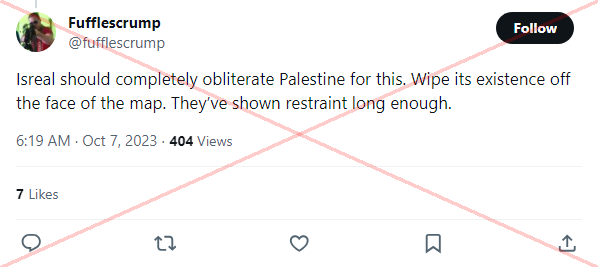 Fufflescrump
@fufflescrump
Follow
Isreal should completely obliterate Palestine for this. Wipe its existence off
the face of the map. They've shown restraint long enough.
6:19 AM · Oct 7, 2023 · 404 Views
7 Likes